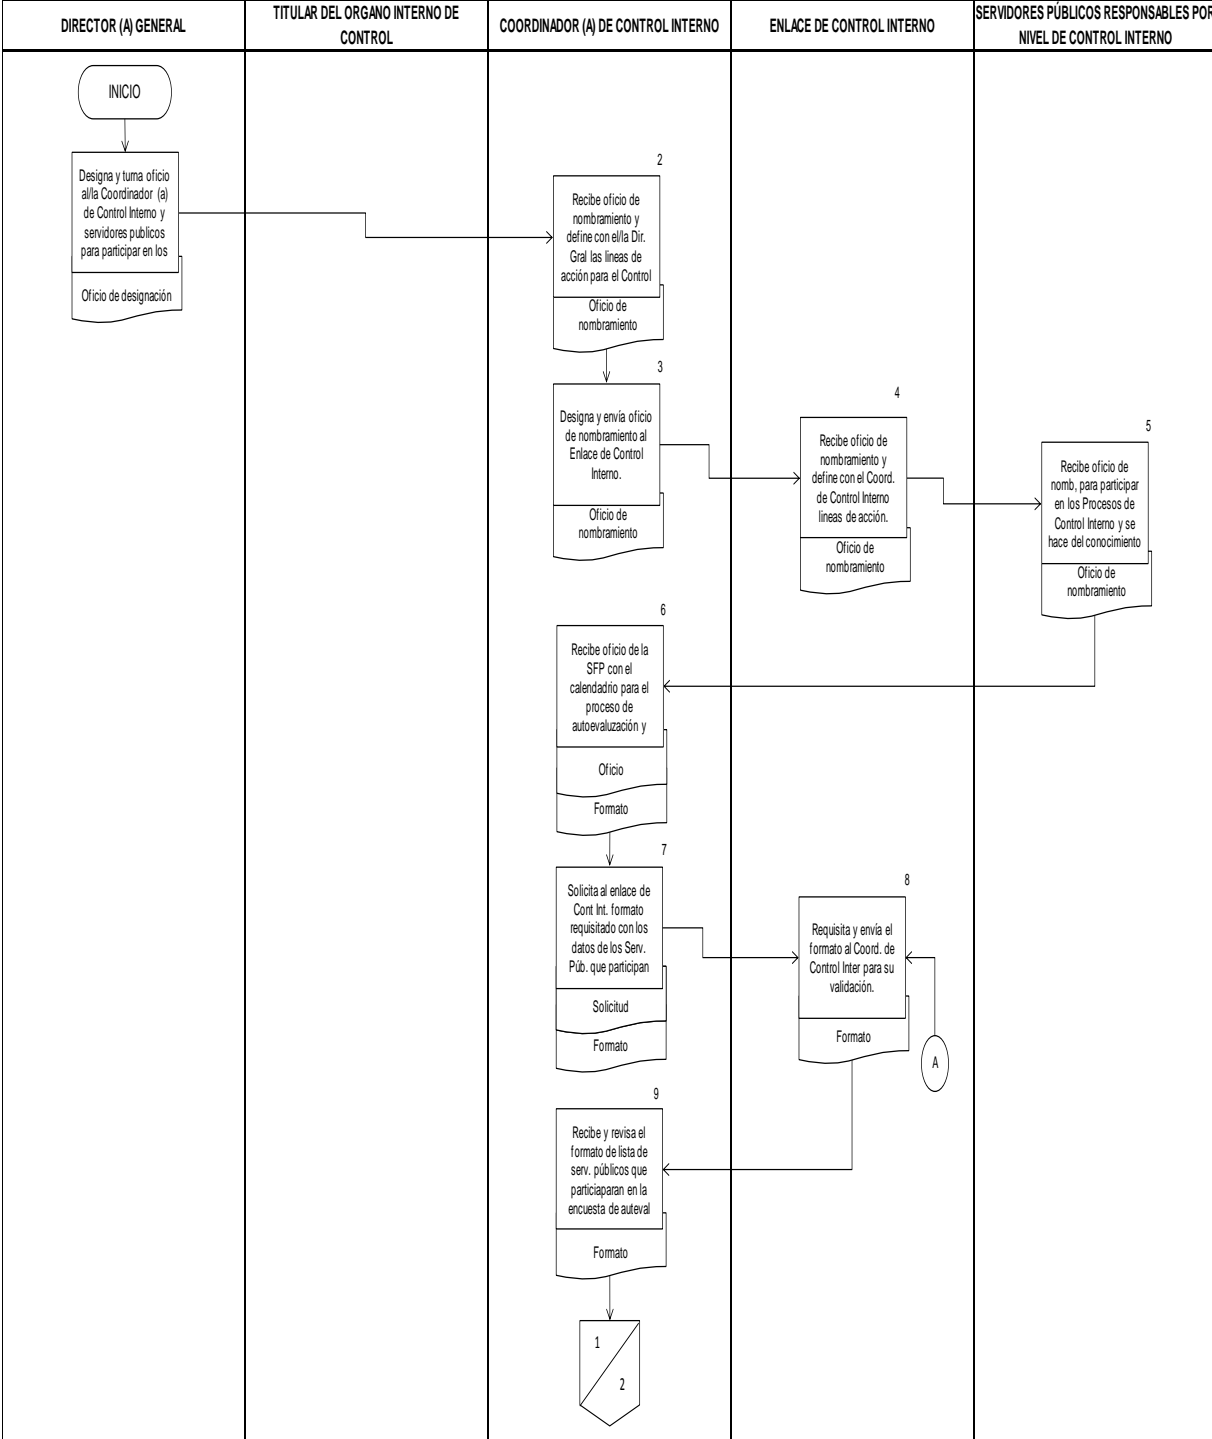 DIRECTOR (A) GENERAL
TITULAR DEL ORGANO INTERNO DE
CONTROL
COORDINADOR (A) DE CONTROL INTERNO
ENLACE DE CONTROL INTERNO
SERVIDORES PÚBLICOS RESPONSABLES POR
NIVEL DE CONTROL INTERNO
INICIO
Designa y turna oficio
al/la Coordinador (a)
de Control Interno y
servidores publicos
para participar en los
Oficio de designación
2
Recibe oficio de
nombramiento y
define con el/la Dir.
Gral las lineas de
acción para el Control
Oficio de
nombramiento
3
Designa y envía oficio
de nombramiento al
Enlace de Control
Interno.
Oficio de
nombramiento
4
Recibe oficio de
nombramiento y
define con el Coord.
de Control Interno
lineas de acción.
Oficio de
nombramiento
5
Recibe oficio de
nomb, para participar
en los Procesos de
Control Interno y se
hace del conocimiento
Oficio de
nombramiento
6
Recibe oficio de la
SFP con el
calendadrio para el
proceso de
autoevaluzación y
Oficio
Formato
7
Solicita al enlace de
Cont Int. formato
requisitado con los
datos de los Serv.
Púb. que participan
Solicitud
Formato
8
Requisita y envía el
formato al Coord. de
Control Inter para su
validación.
Formato
A
9
Recibe y revisa el
formato de lista de
serv. públicos que
particiaparan en la
encuesta de auteval
Formato
1
2